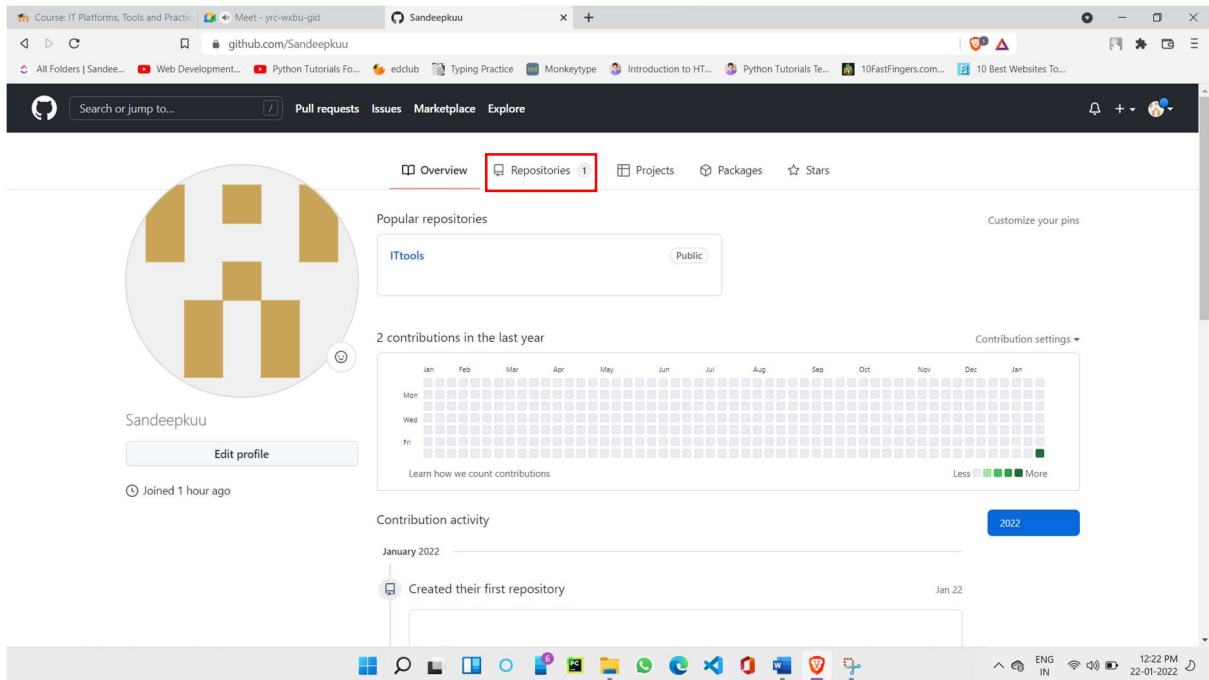 Course: IT Platforms, Tools and Practic
Meet - yrc-wxbu-gid
Sandeepkuu
github.com/Sandeepkuu
1
All Folders | Sandee...
Web Development...
Python Tutorials Fo...
edclub
Typing Practice
mt
Monkeytype
Introduction to HT...
Python Tutorials Te...
10FastFingers.com...
10 Best Websites To...
Search or jump to...
/
Pull requests
Issues
Marketplace
Explore
Overview
Repositories 1
Projects
Packages
Stars
Popular repositories
Customize your pins
ITtools
Public
2 contributions in the last year
Contribution settings
Jan Feb Mar Apr May Jun Jul Aug Sep Oct Nov Dec Jan
Mon
Wed
Fri
Learn how we count contributions
Less More
Sandeepkuu
Edit profile
Joined 1 hour ago
Contribution activity
2022
January 2022
Created their first repository
Jan 22
6
ENG
IN
12:22 PM
22-01-2022